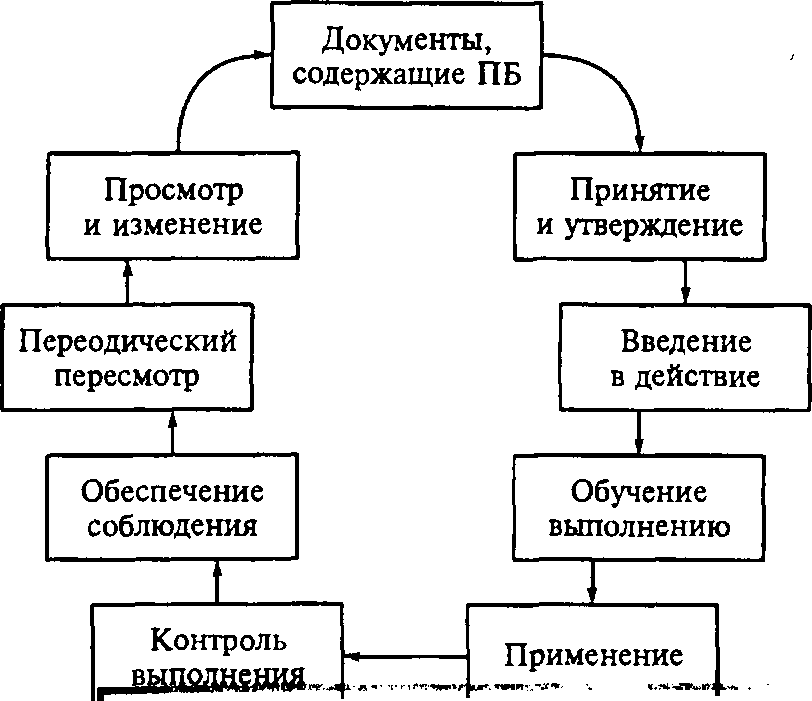 Документы,
содержащие ПБ
Принятие
и утверждение
Введение
в действие
Обучение
выполнению
Применение
Контроль
выполнения
Обеспечение
соблюдения
Переодический
пересмотр
Просмотр
и изменение